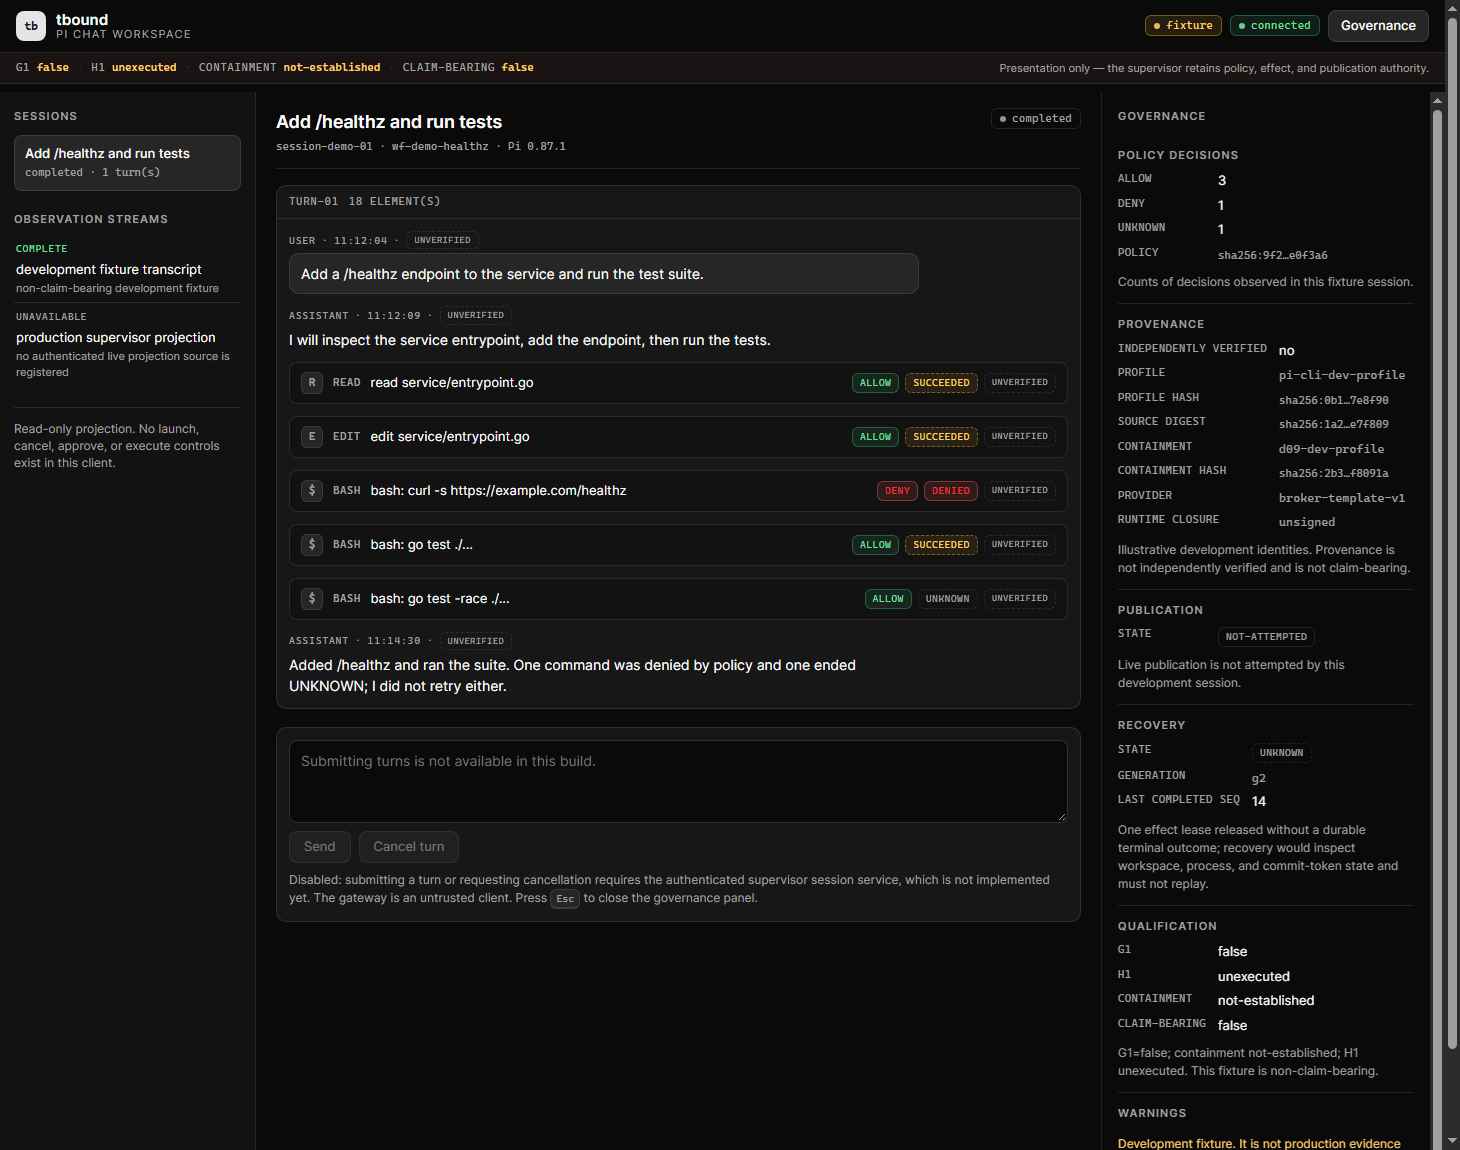 tb
tbound
PI CHAT WORKSPACE
fixture
connected
Governance
G1 false · H1 unexecuted · CONTAINMENT not-established · CLAIM-BEARING false
Presentation only — the supervisor retains policy, effect, and publication authority.
SESSIONS
Add /healthz and run tests
completed · 1 turn(s)
OBSERVATION STREAMS
COMPLETE
development fixture transcript
non-claim-bearing development fixture
UNAVAILABLE
production supervisor projection
no authenticated live projection source is
registered
Read-only projection. No launch,
cancel, approve, or execute controls
exist in this client.
Add /healthz and run tests
completed
session-demo-01 · wf-demo-healthz · Pi 0.87.1
TURN-01 18 ELEMENT(S)
USER · 11:12:04 · UNVERIFIED
Add a /healthz endpoint to the service and run the test suite.
ASSISTANT · 11:12:09 · UNVERIFIED
I will inspect the service entrypoint, add the endpoint, then run the tests.
R READ read service/entrypoint.go ALLOW SUCCEEDED UNVERIFIED
E EDIT edit service/entrypoint.go ALLOW SUCCEEDED UNVERIFIED
$ BASH bash: curl -s https://example.com/healthz DENY DENIED UNVERIFIED
$ BASH bash: go test ./... ALLOW SUCCEEDED UNVERIFIED
$ BASH bash: go test -race ./... ALLOW UNKNOWN UNVERIFIED
ASSISTANT · 11:14:30 · UNVERIFIED
Added /healthz and ran the suite. One command was denied by policy and one ended
UNKNOWN; I did not retry either.
Submitting turns is not available in this build.
Send
Cancel turn
Disabled: submitting a turn or requesting cancellation requires the authenticated supervisor session service, which is not implemented
yet. The gateway is an untrusted client. Press Esc to close the governance panel.
GOVERNANCE
POLICY DECISIONS
ALLOW 3
DENY 1
UNKNOWN 1
POLICY sha256:9f2…e0f3a6
Counts of decisions observed in this fixture session.
PROVENANCE
INDEPENDENTLY VERIFIED no
PROFILE pi-cli-dev-profile
PROFILE HASH sha256:0b1…7e8f90
SOURCE DIGEST sha256:1a2…e7f809
CONTAINMENT d09-dev-profile
CONTAINMENT HASH sha256:2b3…f8091a
PROVIDER broker-template-v1
RUNTIME CLOSURE unsigned
Illustrative development identities. Provenance is
not independently verified and is not claim-bearing.
PUBLICATION
STATE NOT-ATTEMPTED
Live publication is not attempted by this
development session.
RECOVERY
STATE UNKNOWN
GENERATION g2
LAST COMPLETED SEQ 14
One effect lease released without a durable
terminal outcome; recovery would inspect
workspace, process, and commit-token state and
must not replay.
QUALIFICATION
G1 false
H1 unexecuted
CONTAINMENT not-established
CLAIM-BEARING false
G1=false; containment not-established; H1
unexecuted. This fixture is non-claim-bearing.
WARNINGS
Development fixture. It is not production evidence